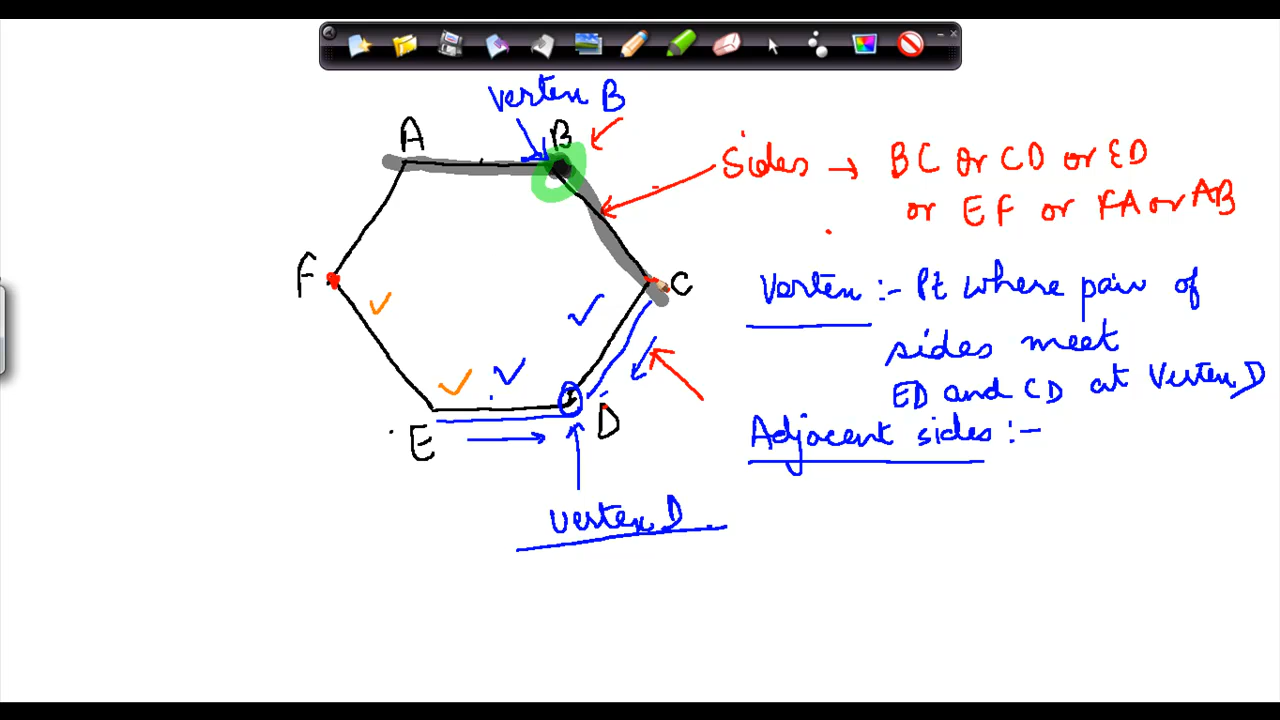 Vertex B
A
B
Sides → BC or CD or ED
or EF or FA or AB
F
C
Vertex :- Pt where pair of
sides meet
ED and CD at Vertex D
Adjacent sides :-
E
D
Vertex D